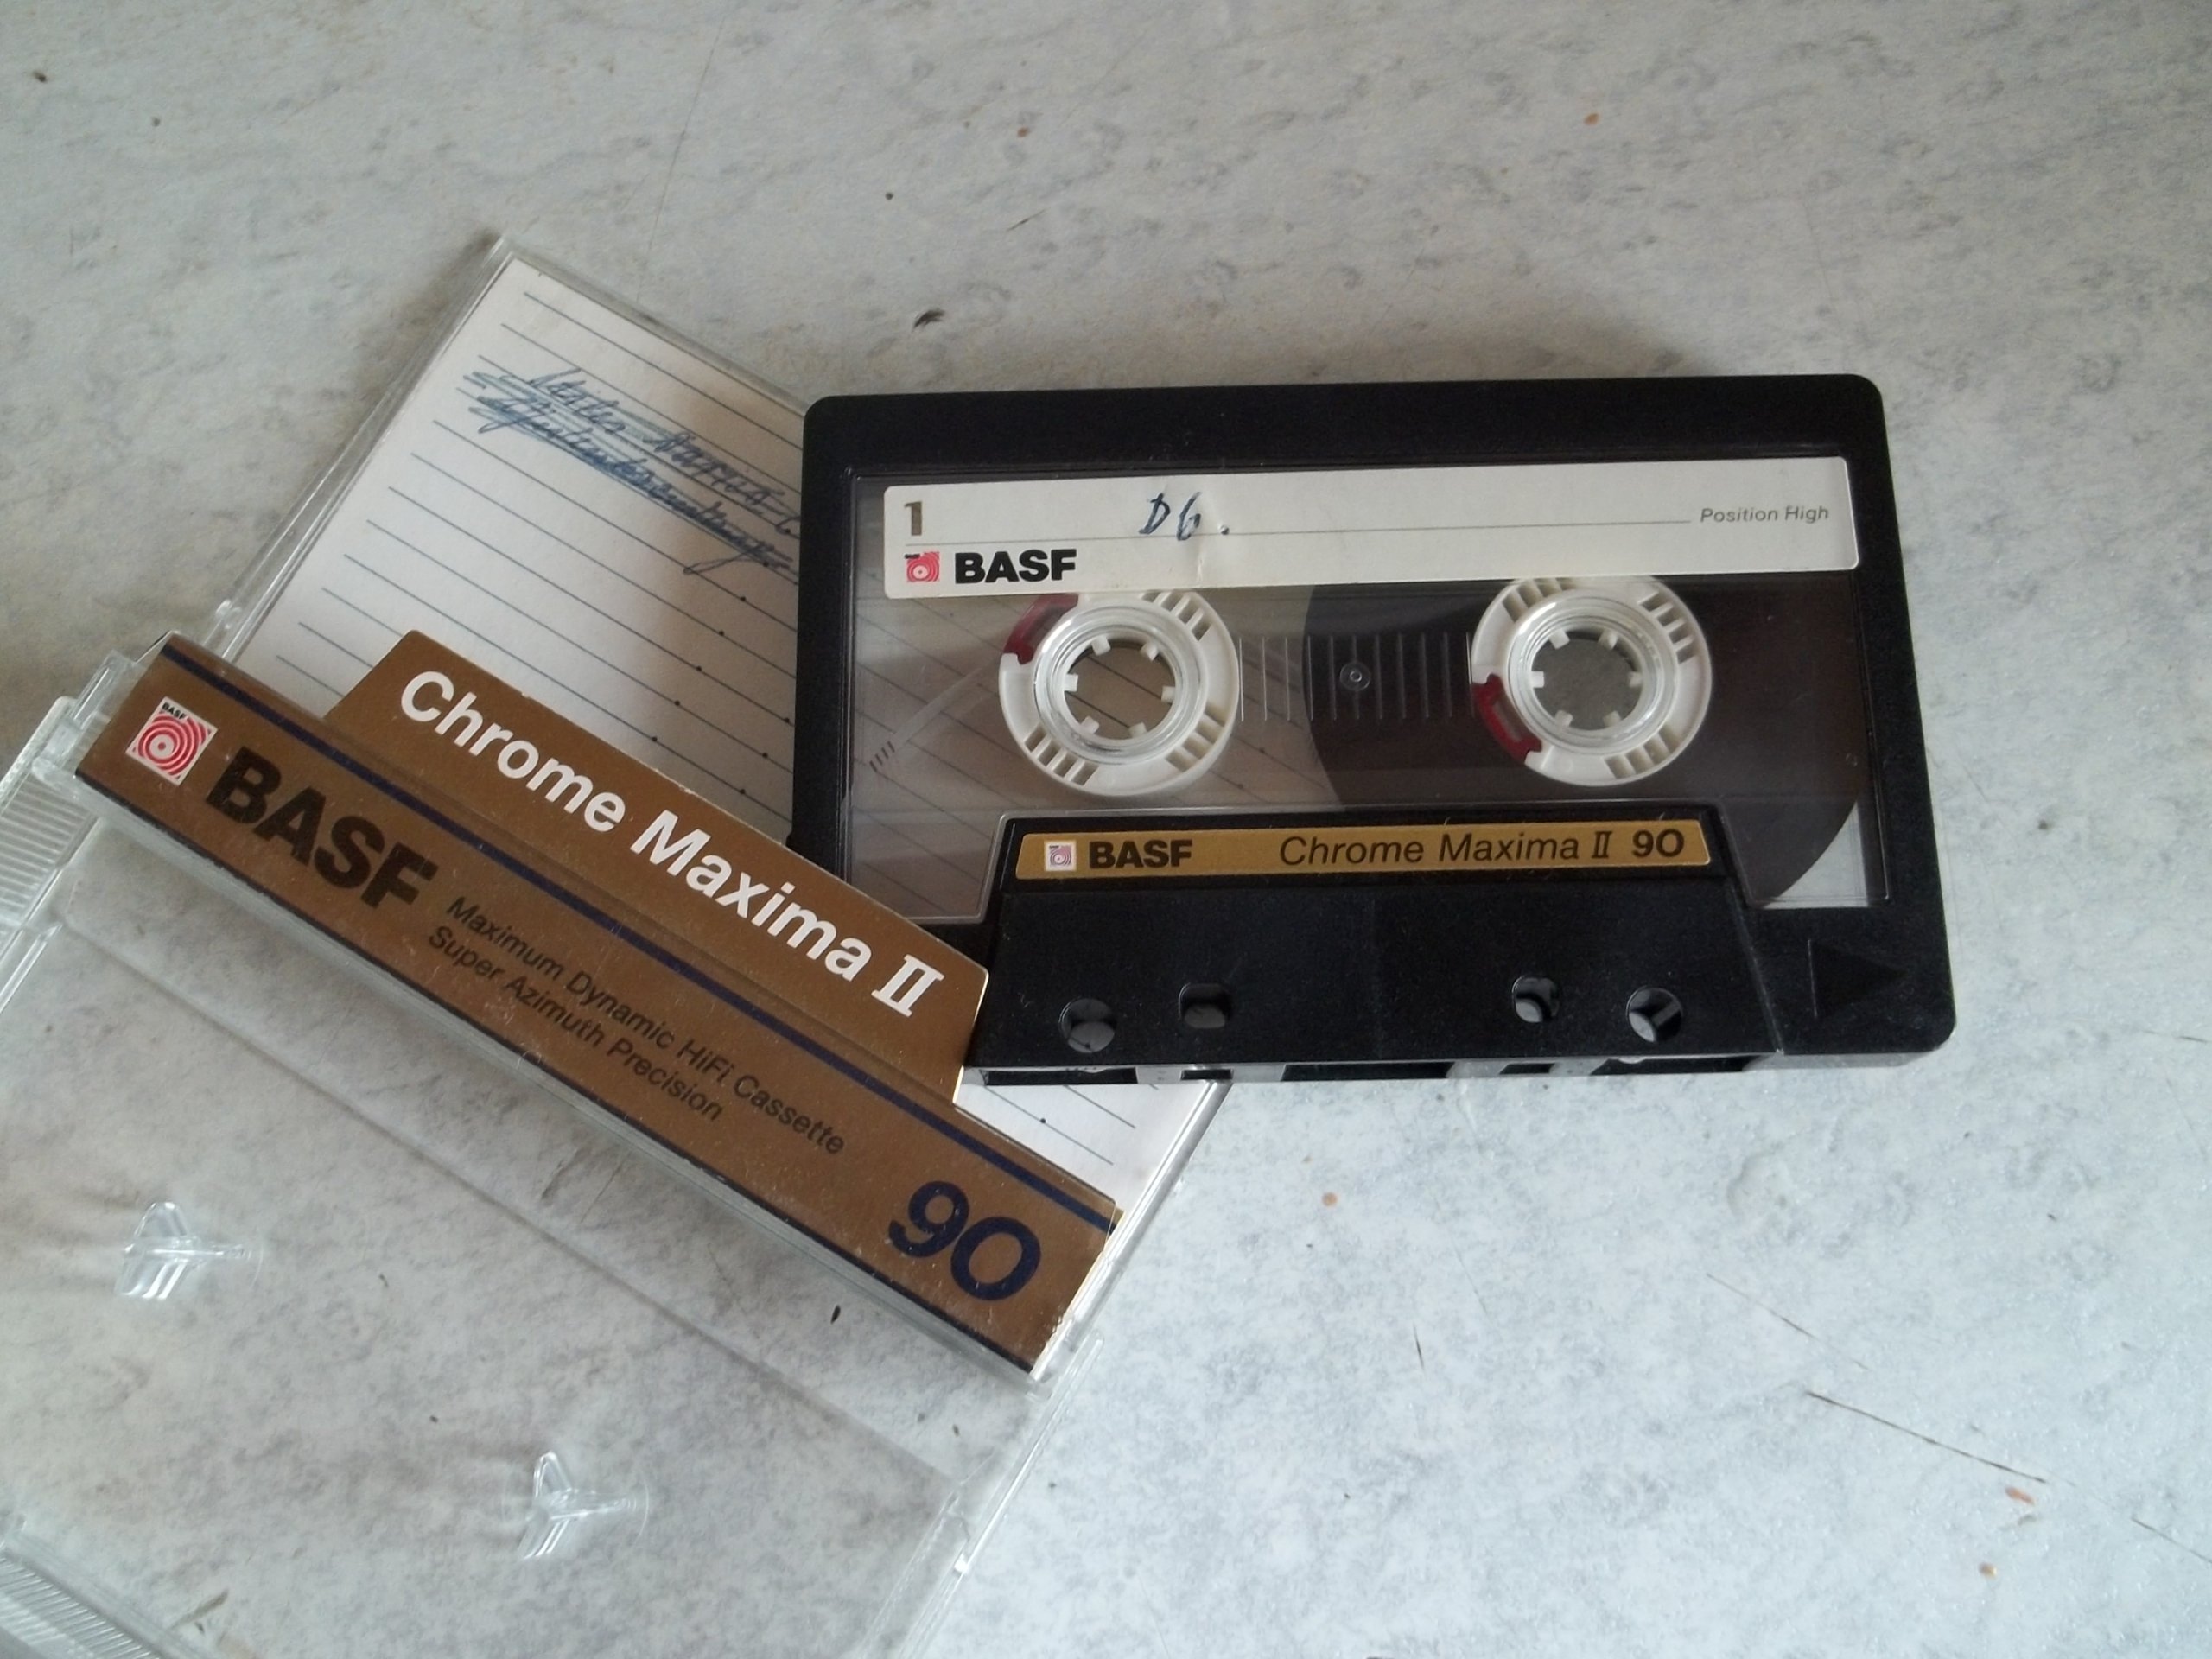 1 D6.
Position High
BASF
BASF Chrome Maxima II 90
Chrome Maxima II
BASF
BASF
Maximum Dynamic HiFi Cassette
Super Azimuth Precision
90